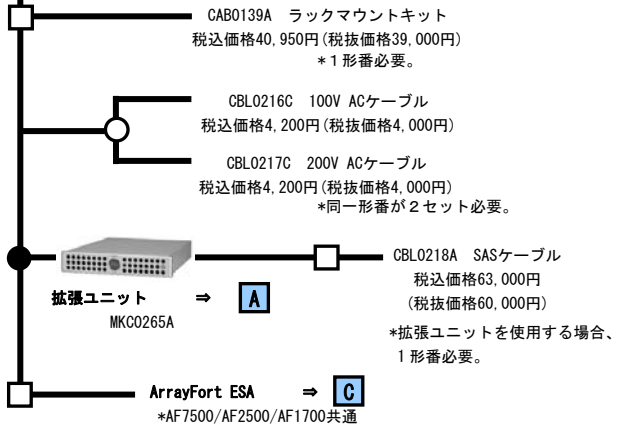 CAB0139A ラックマウントキット
税込価格40,950円(税抜価格39,000円)
*１形番必要。
CBL0216C 100V ACケーブル
税込価格4,200円(税抜価格4,000円)
CBL0217C 200V ACケーブル
税込価格4,200円(税抜価格4,000円)
*同一形番が２セット必要。
CBL0218A SASケーブル
税込価格63,000円
(税抜価格60,000円)
*拡張ユニットを使用する場合、
１形番必要。
拡張ユニット ⇒ A
MKC0265A
ArrayFort ESA ⇒ C
*AF7500/AF2500/AF1700共通